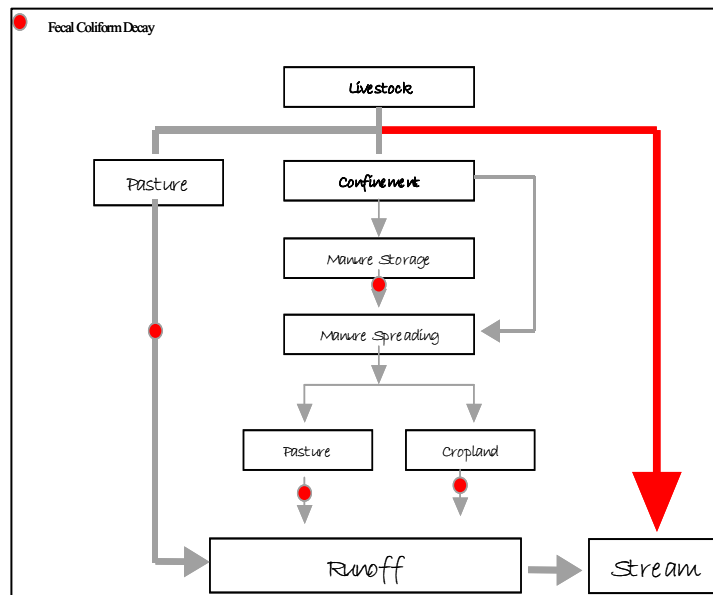 Fecal Coliform Decay
Livestock
Pasture
Confinement
Manure Storage
Manure Spreading
Pasture
Cropland
Runoff
Stream